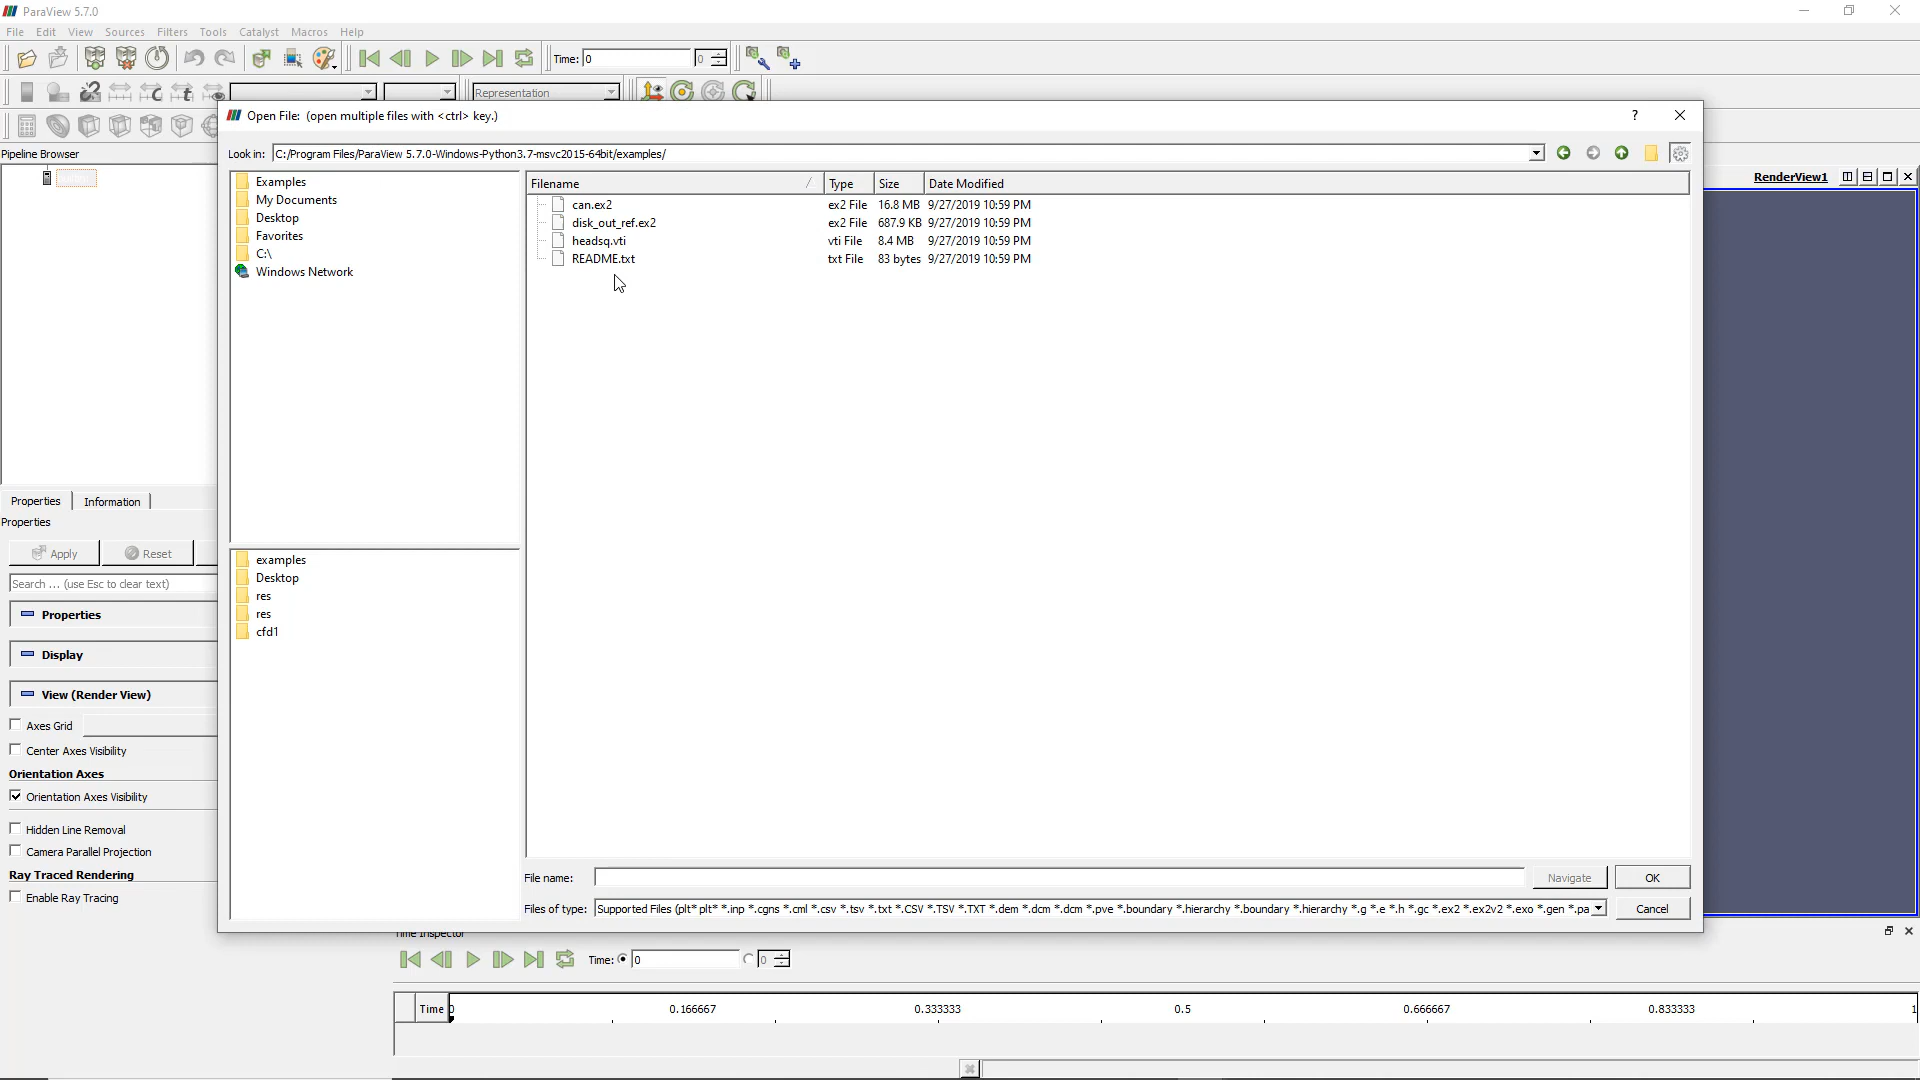 ParaView 5.7.0
File Edit View Sources Filters Tools Catalyst Macros Help
Time: 0 0
Representation
Open File: (open multiple files with <ctrl> key.)
Pipeline Browser
Look in: C:/Program Files/ParaView 5.7.0-Windows-Python3.7-msvc2015-64bit/examples/
RenderView1
Examples
My Documents
Desktop
Favorites
C:\
Windows Network
Filename Type Size Date Modified
can.ex2 ex2 File 16.8 MB 9/27/2019 10:59 PM
disk_out_ref.ex2 ex2 File 687.9 KB 9/27/2019 10:59 PM
headsq.vti vti File 8.4 MB 9/27/2019 10:59 PM
README.txt txt File 83 bytes 9/27/2019 10:59 PM
Properties Information
Properties
Apply Reset
Search ... (use Esc to clear text)
Properties
Display
View (Render View)
Axes Grid
Center Axes Visibility
Orientation Axes
Orientation Axes Visibility
Hidden Line Removal
Camera Parallel Projection
Ray Traced Rendering
Enable Ray Tracing
examples
Desktop
res
res
cfd1
File name: Navigate OK
Files of type: Supported Files (plt* plt* *.inp *.cgns *.cml *.csv *.tsv *.txt *.CSV *.TSV *.TXT *.dem *.dcm *.dcm *.pve *.boundary *.hierarchy *.boundary *.hierarchy *.g *.e *.h *.gc *.ex2 *.ex2v2 *.exo *.gen *.pa Cancel
Time Inspector
Time: 0 0
Time 0 0.166667 0.333333 0.5 0.666667 0.833333 1